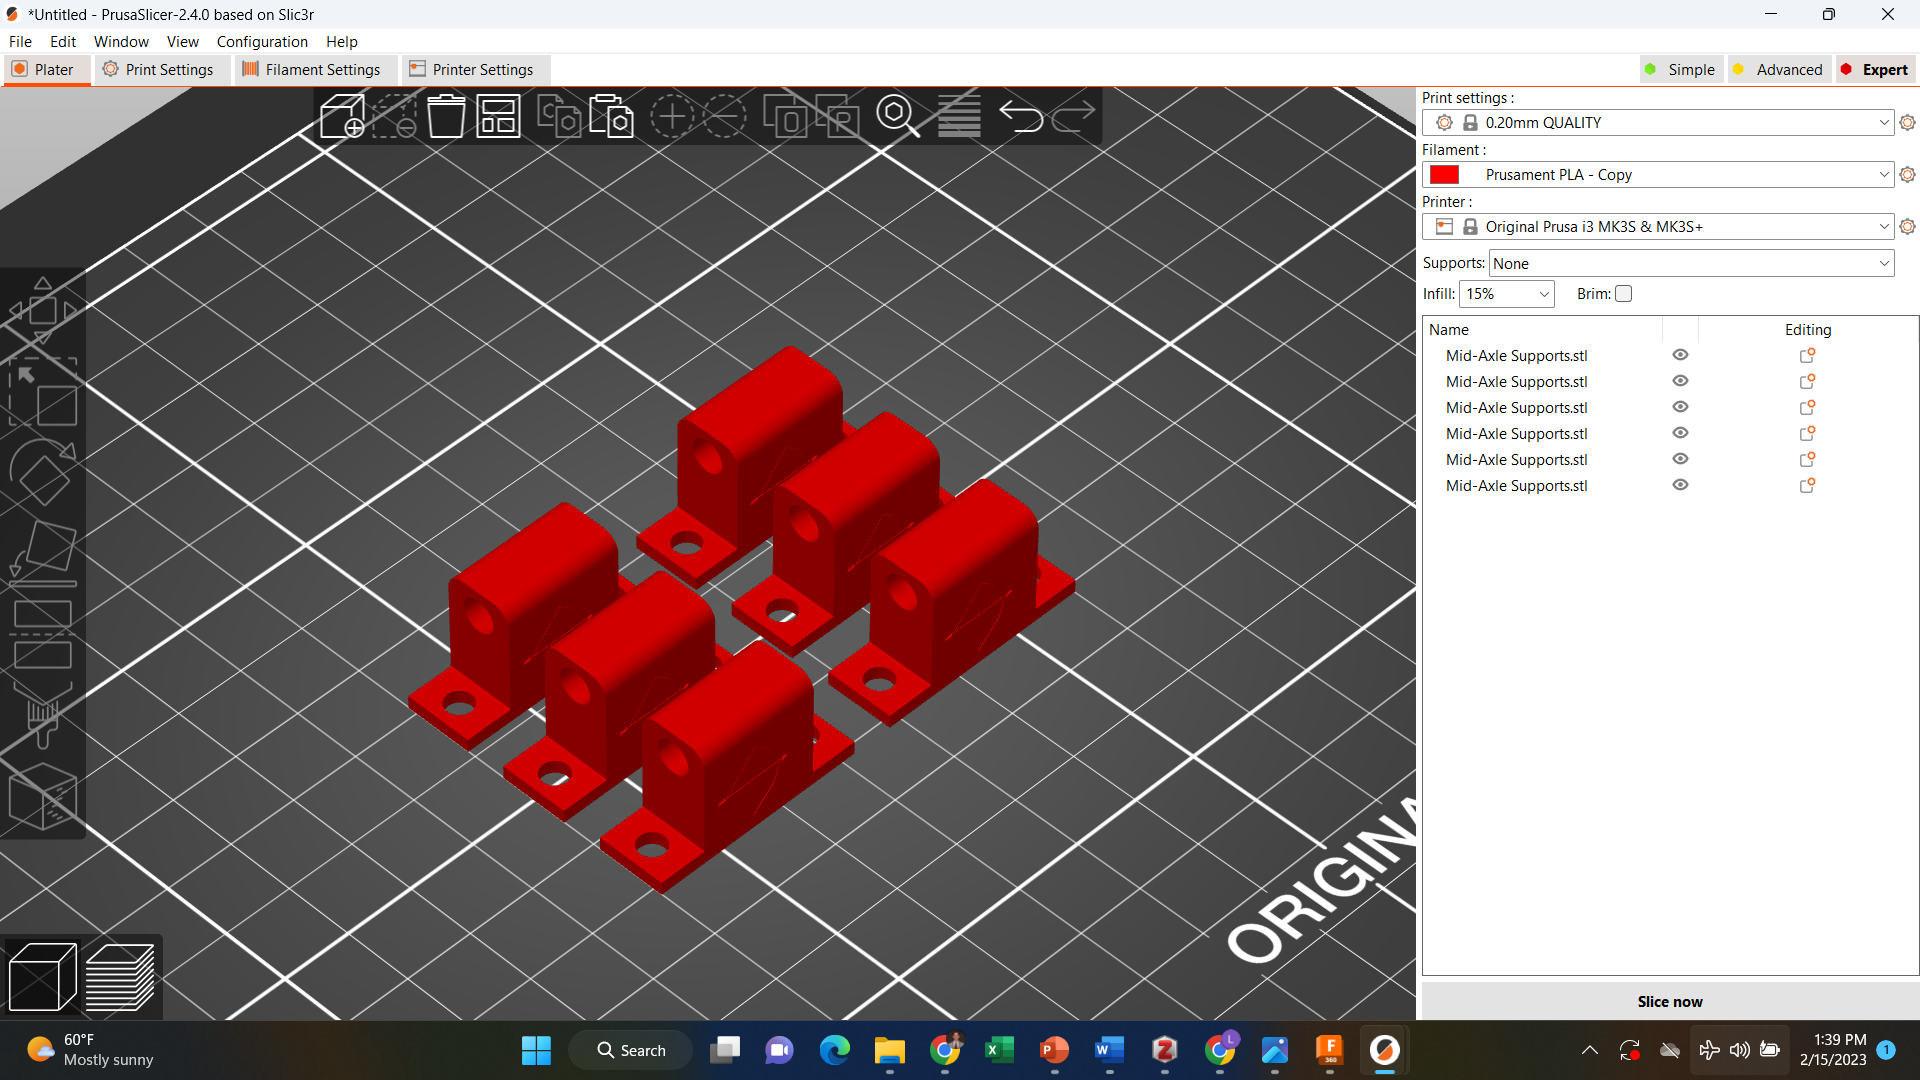 *Untitled - PrusaSlicer-2.4.0 based on Slic3r
File Edit Window View Configuration Help
Plater Print Settings Filament Settings Printer Settings
Simple Advanced Expert
Print settings :
0.20mm QUALITY
Filament :
Prusament PLA - Copy
Printer :
Original Prusa i3 MK3S & MK3S+
Supports: None
Infill: 15% Brim:
Name Editing
Mid-Axle Supports.stl
Mid-Axle Supports.stl
Mid-Axle Supports.stl
Mid-Axle Supports.stl
Mid-Axle Supports.stl
Mid-Axle Supports.stl
ORIGINA
Slice now
60°F
Mostly sunny
Search
1:39 PM
2/15/2023
1